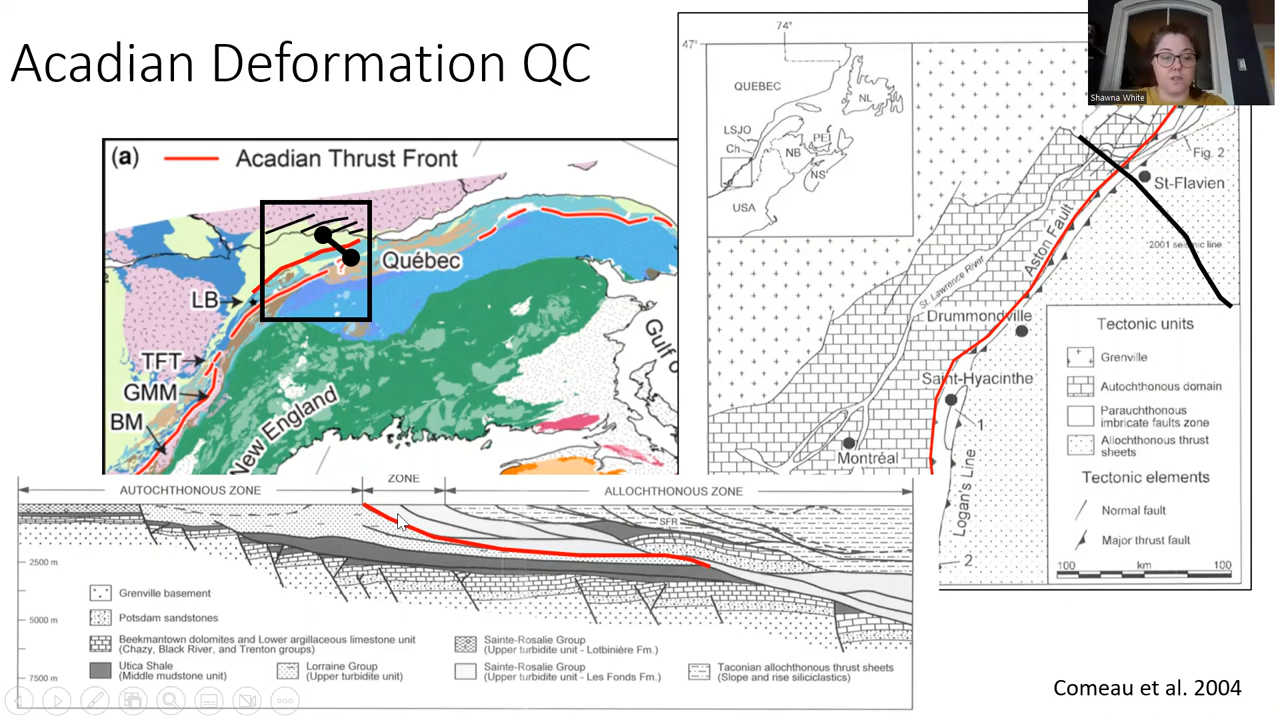 Acadian Deformation QC
(a)
Acadian Thrust Front
Québec
?
LB
TFT
GMM
BM
New England
Gulf o
74°
47°
QUEBEC
NL
LSJO
Ch
PEI
NB
NS
USA
Shawna White
Fig. 2
St-Flavien
2001 seismic line
Aston Fault
St. Lawrence River
Drummondville
Saint-Hyacinthe
1
Montréal
Logan's Line
2
Tectonic units
Grenville
Autochthonous domain
Parauchthonous
imbricate faults zone
Allochthonous thrust
sheets
Tectonic elements
Normal fault
Major thrust fault
100 km 100
AUTOCHTHONOUS ZONE
ZONE
ALLOCHTHONOUS ZONE
SFR
2500 m
5000 m
7500 m
Grenville basement
Potsdam sandstones
Beekmantown dolomites and Lower argillaceous limestone unit
(Chazy, Black River, and Trenton groups)
Utica Shale
(Middle mudstone unit)
Lorraine Group
(Upper turbidite unit)
Sainte-Rosalie Group
(Upper turbidite unit - Lotbinière Fm.)
Sainte-Rosalie Group
(Upper turbidite unit - Les Fonds Fm.)
Taconian allochthonous thrust sheets
(Slope and rise siliciclastics)
Comeau et al. 2004